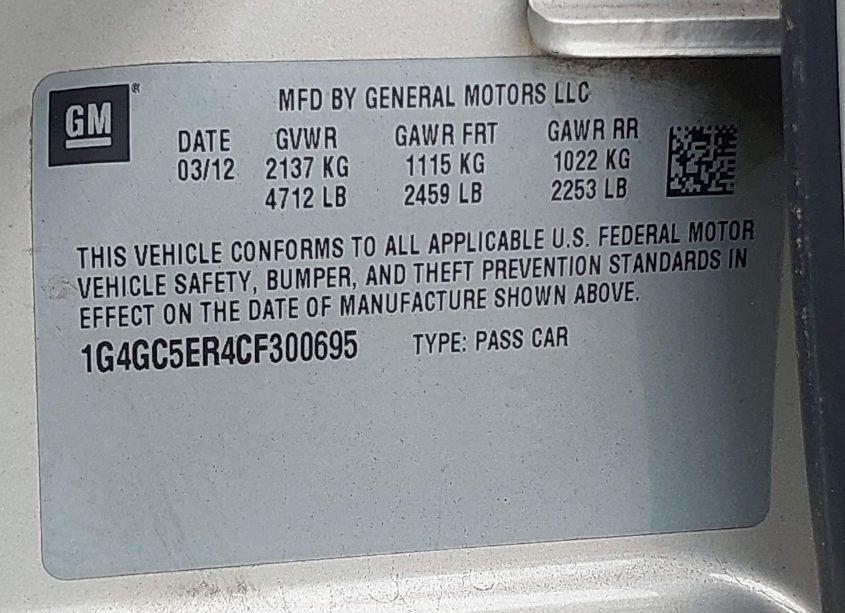 GM ®
MFD BY GENERAL MOTORS LLC
DATE GVWR GAWR FRT GAWR RR
03/12 2137 KG 1115 KG 1022 KG
4712 LB 2459 LB 2253 LB
THIS VEHICLE CONFORMS TO ALL APPLICABLE U.S. FEDERAL MOTOR
VEHICLE SAFETY, BUMPER, AND THEFT PREVENTION STANDARDS IN
EFFECT ON THE DATE OF MANUFACTURE SHOWN ABOVE.
1G4GC5ER4CF300695 TYPE: PASS CAR